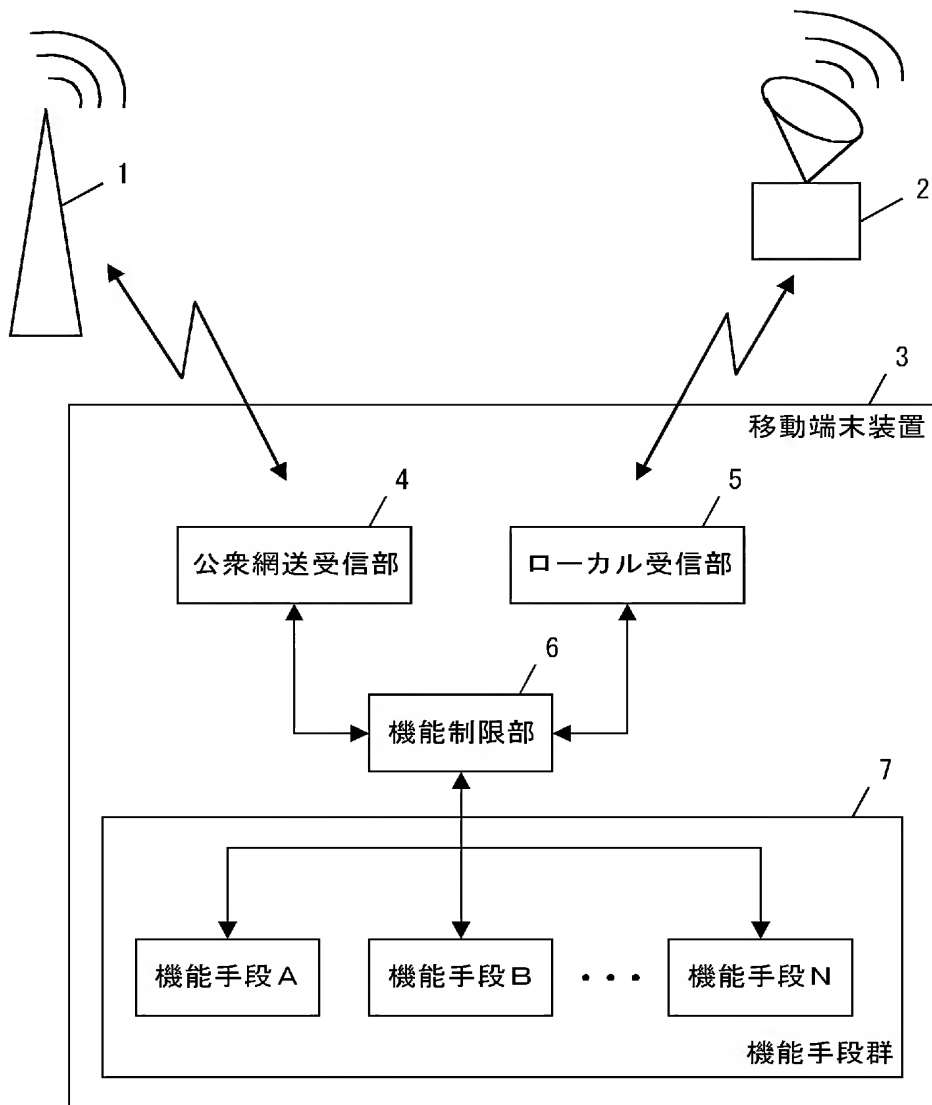 1
2
3
移動端末装置
4
5
公衆網送受信部
ローカル受信部
6
機能制限部
7
機能手段A
機能手段B
・・・
機能手段N
機能手段群